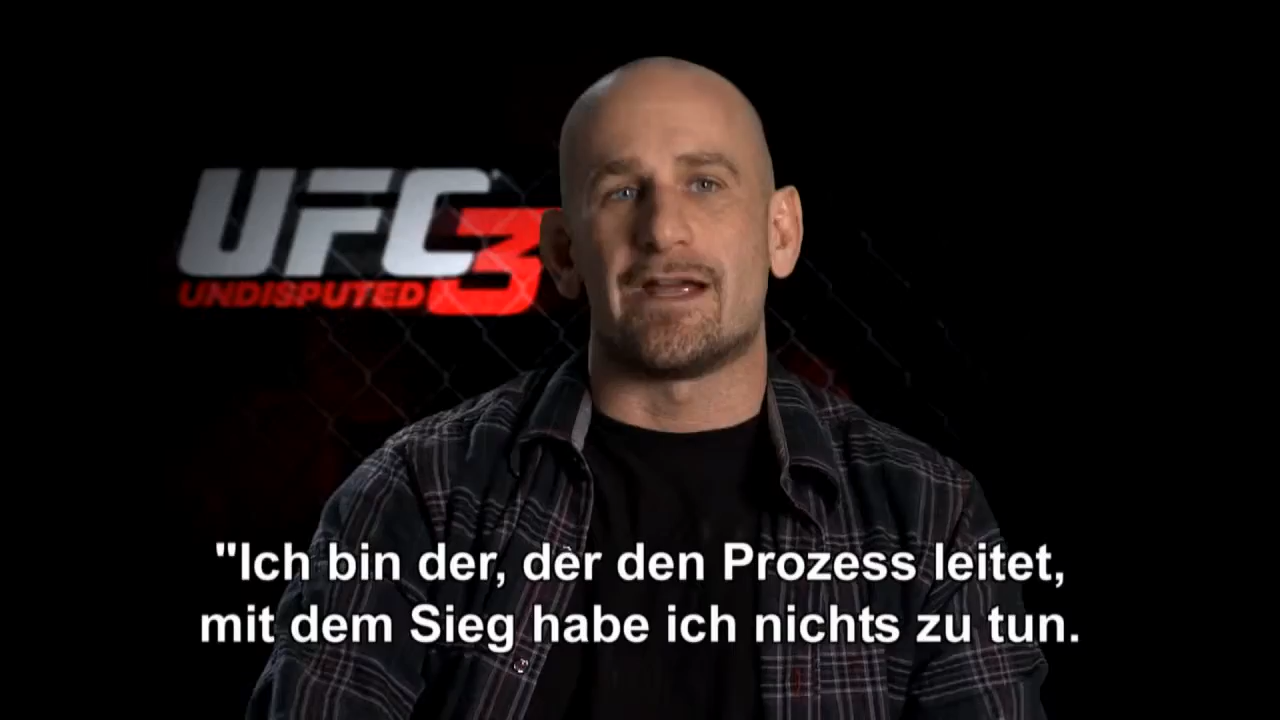 UFC
UNDISPUTED 3
"Ich bin der, der den Prozess leitet,
mit dem Sieg habe ich nichts zu tun.